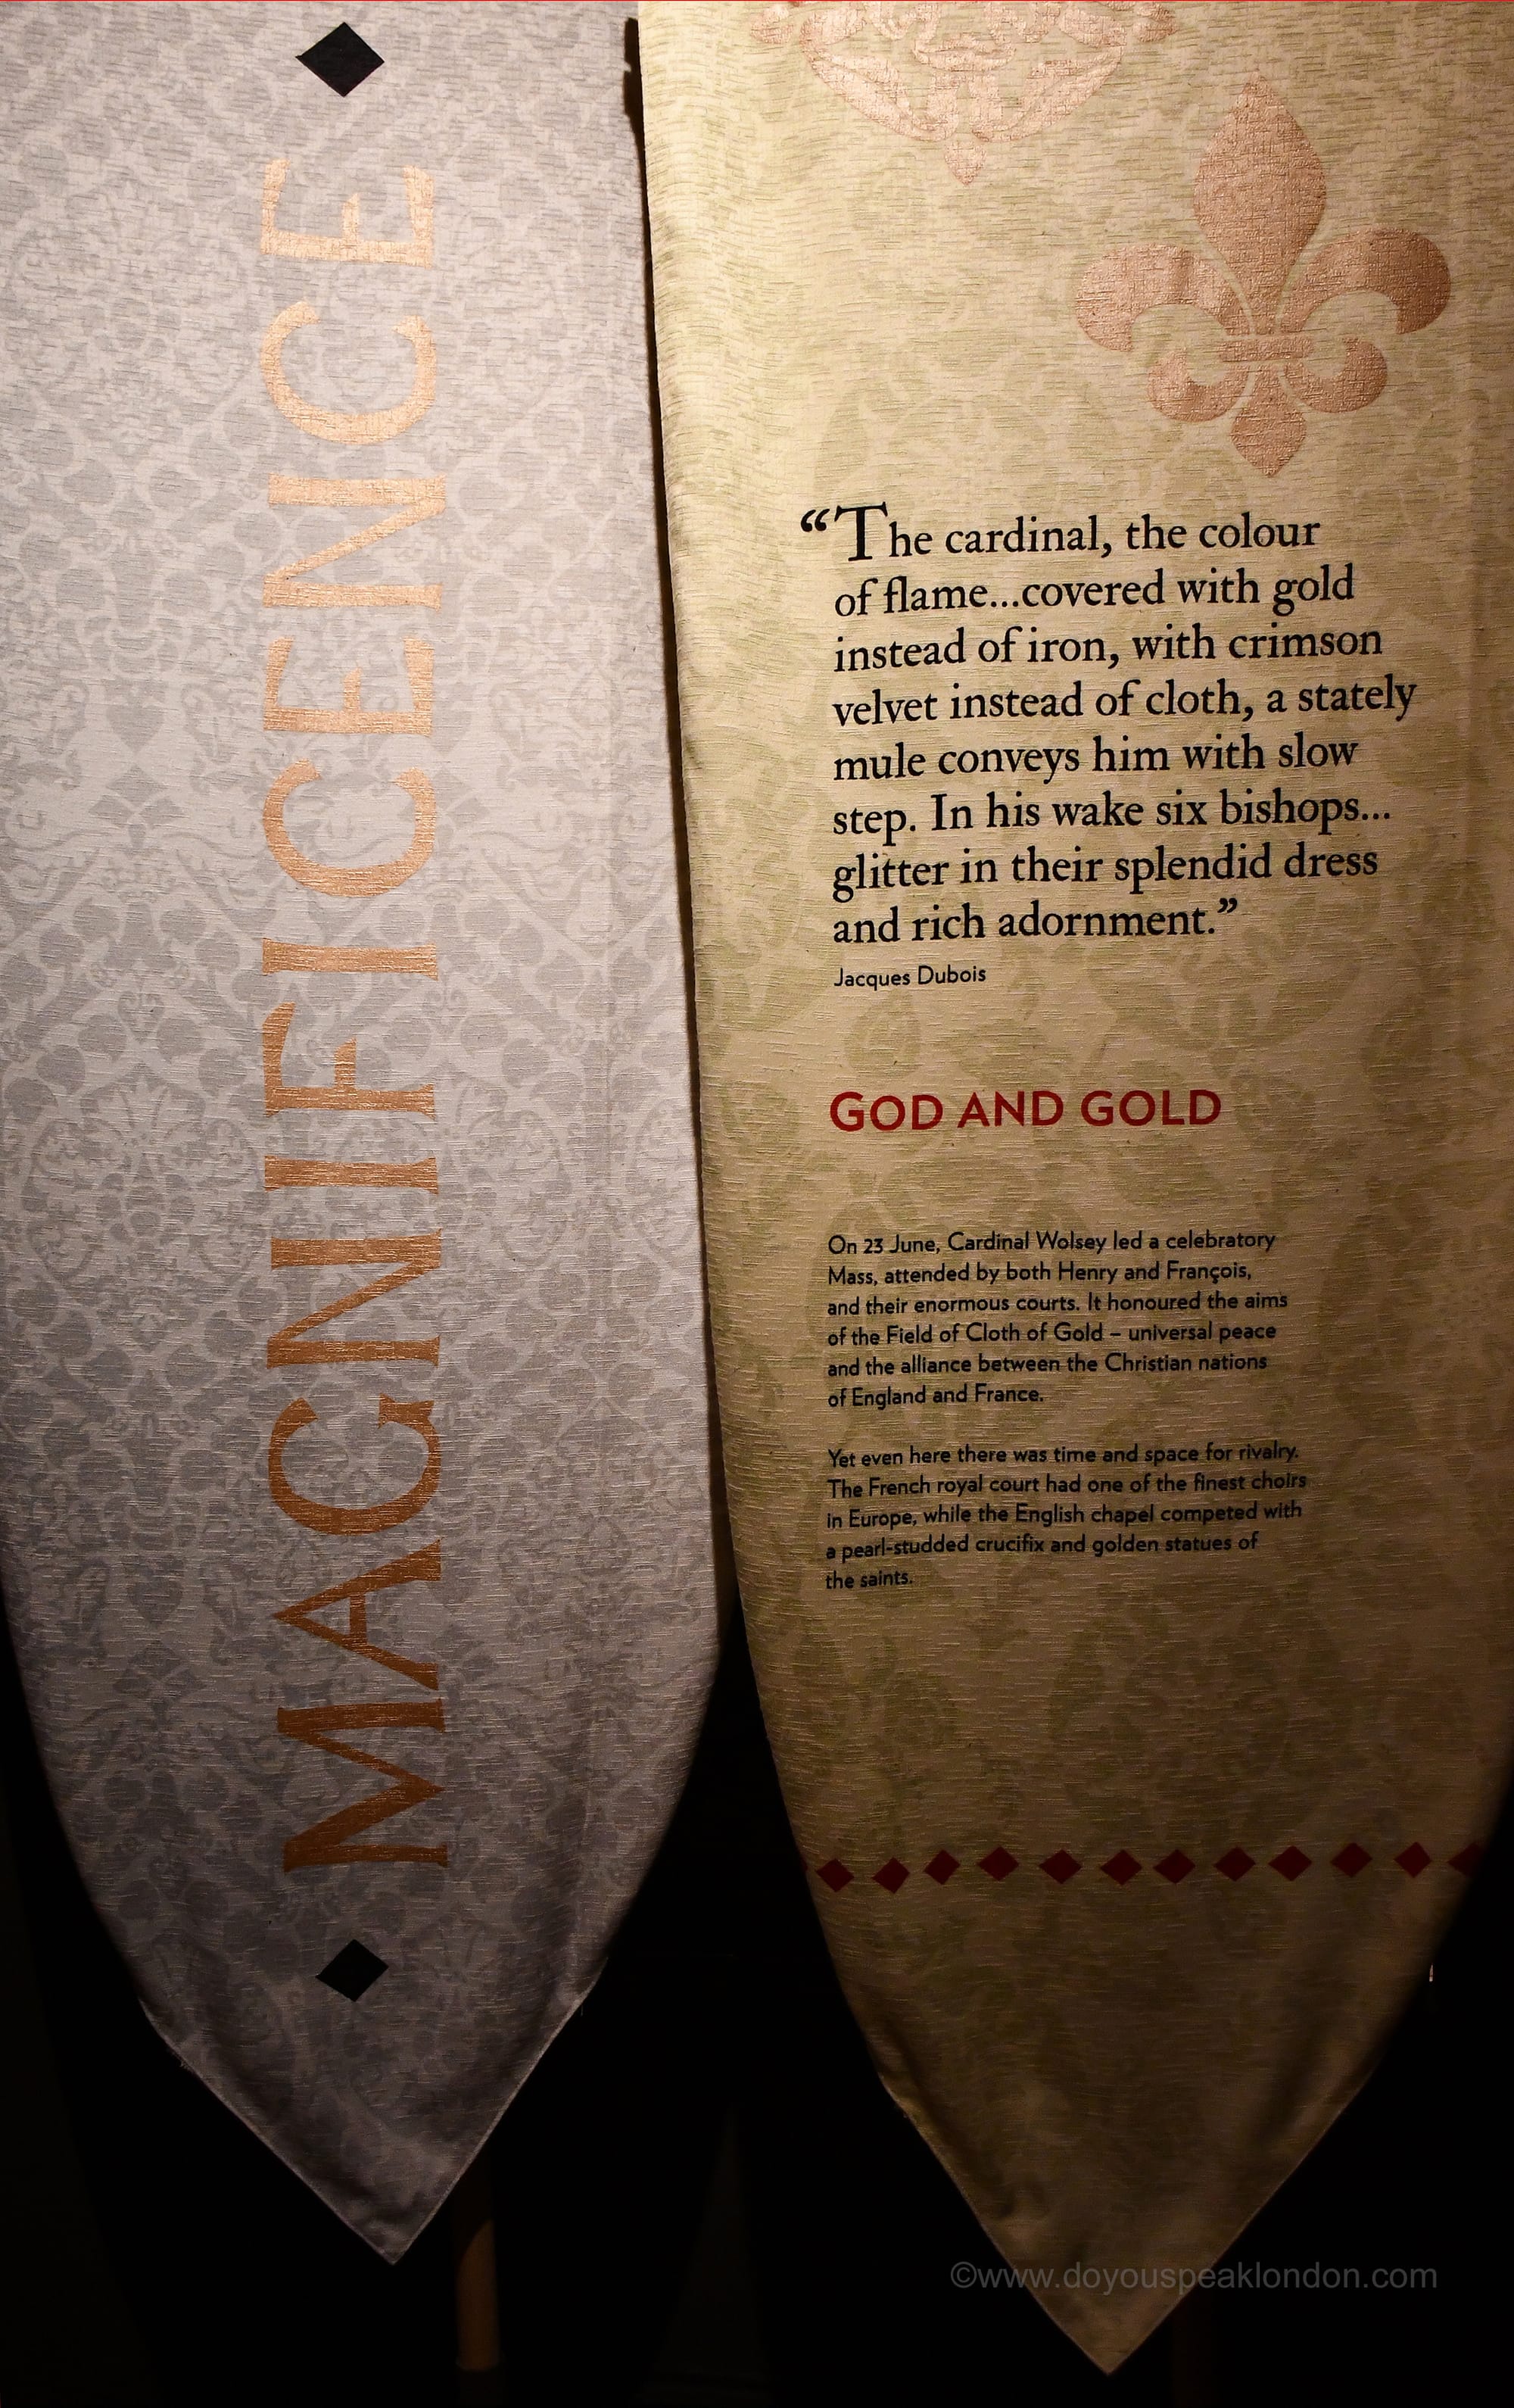 MAGNIFICENCE
“The cardinal, the colour
of flame...covered with gold
instead of iron, with crimson
velvet instead of cloth, a stately
mule conveys him with slow
step. In his wake six bishops...
glitter in their splendid dress
and rich adornment.”
Jacques Dubois
GOD AND GOLD
On 23 June, Cardinal Wolsey led a celebratory
Mass, attended by both Henry and François,
and their enormous courts. It honoured the aims
of the Field of Cloth of Gold – universal peace
and the alliance between the Christian nations
of England and France.
Yet even here there was time and space for rivalry.
The French royal court had one of the finest choirs
in Europe, while the English chapel competed with
a pearl-studded crucifix and golden statues of
the saints.
©www.doyouspeaklondon.com